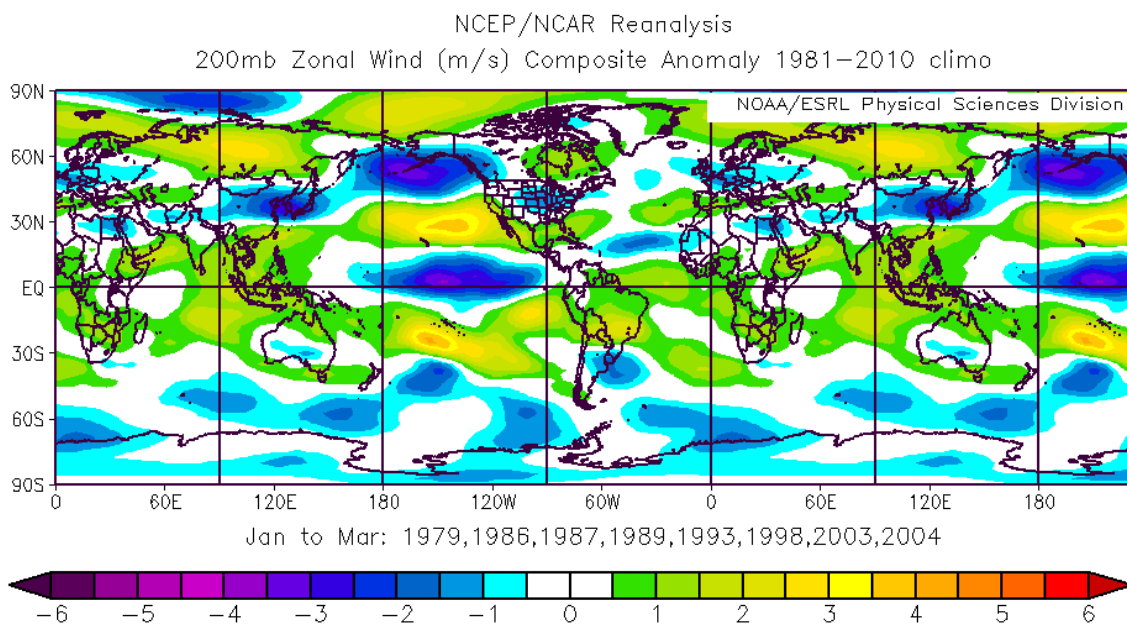 NCEP/NCAR Reanalysis
200mb Zonal Wind (m/s) Composite Anomaly 1981-2010 climo
NOAA/ESRL Physical Sciences Division
90N
60N
30N
EQ
30S
60S
90S
0 60E 120E 180 120W 60W 0 60E 120E 180
Jan to Mar: 1979,1986,1987,1989,1993,1998,2003,2004
-6 -5 -4 -3 -2 -1 0 1 2 3 4 5 6